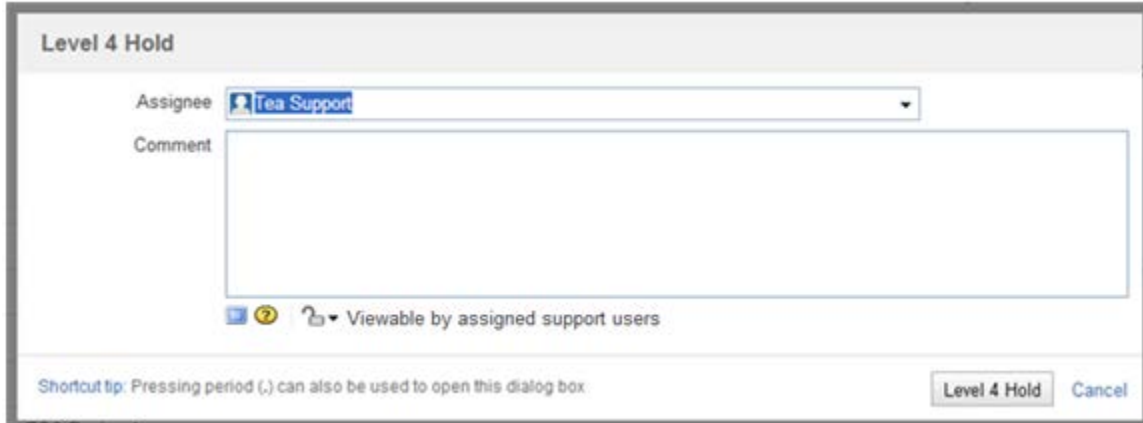 Level 4 Hold
Assignee Tea Support
Comment
Viewable by assigned support users
Shortcut tip: Pressing period (.) can also be used to open this dialog box
Level 4 Hold Cancel